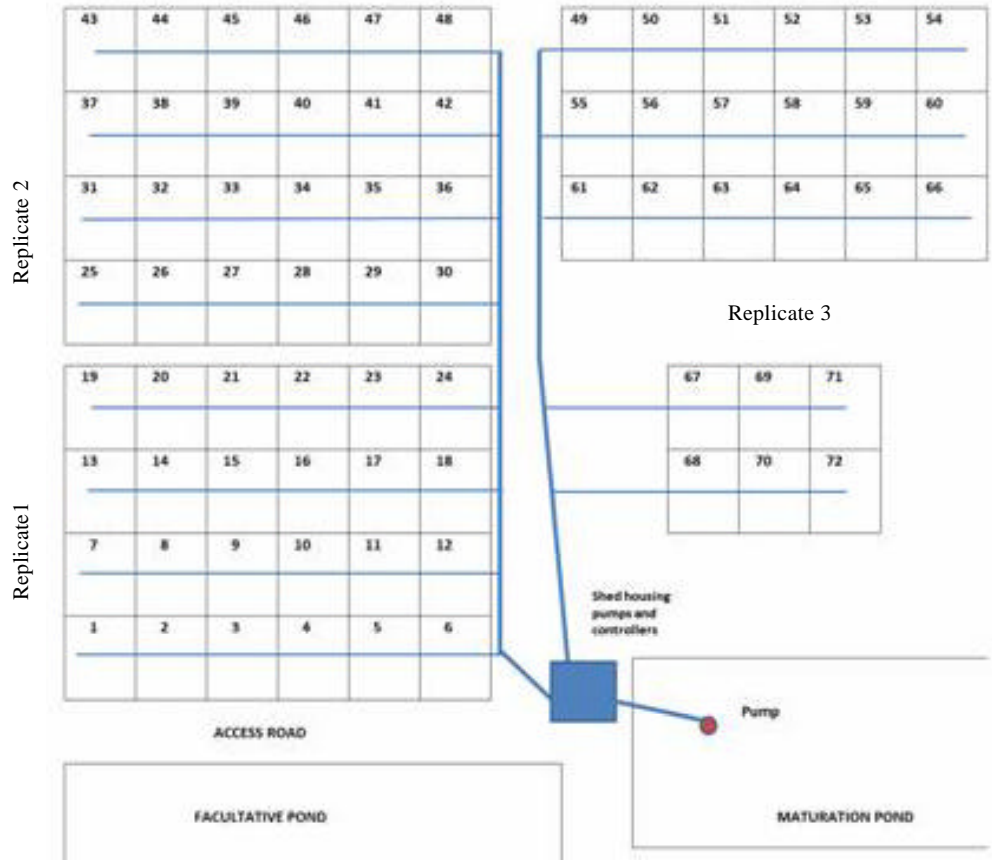 43 44 45 46 47 48
49 50 51 52 53 54
37 38 39 40 41 42
55 56 57 58 59 60
Replicate 2
31 32 33 34 35 36
61 62 63 64 65 66
25 26 27 28 29 30
Replicate 3
19 20 21 22 23 24
67 69 71
13 14 15 16 17 18
68 70 72
Replicate1
7 8 9 10 11 12
Shed housing
pumps and
controllers
1 2 3 4 5 6
Pump
ACCESS ROAD
FACULTATIVE POND
MATURATION POND